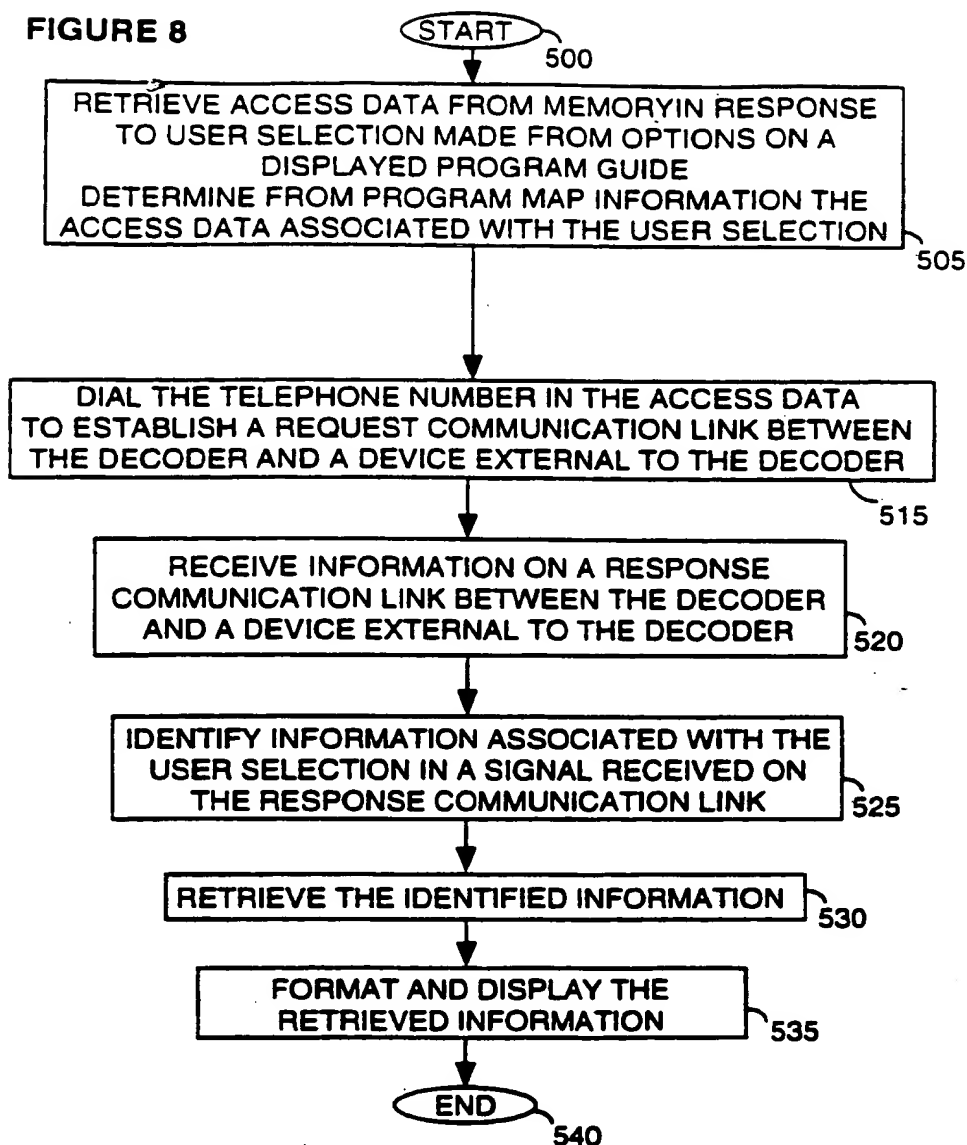 FIGURE 8
START
500
RETRIEVE ACCESS DATA FROM MEMORYIN RESPONSE
TO USER SELECTION MADE FROM OPTIONS ON A
DISPLAYED PROGRAM GUIDE
DETERMINE FROM PROGRAM MAP INFORMATION THE
ACCESS DATA ASSOCIATED WITH THE USER SELECTION
505
DIAL THE TELEPHONE NUMBER IN THE ACCESS DATA
TO ESTABLISH A REQUEST COMMUNICATION LINK BETWEEN
THE DECODER AND A DEVICE EXTERNAL TO THE DECODER
515
RECEIVE INFORMATION ON A RESPONSE
COMMUNICATION LINK BETWEEN THE DECODER
AND A DEVICE EXTERNAL TO THE DECODER
520
IDENTIFY INFORMATION ASSOCIATED WITH THE
USER SELECTION IN A SIGNAL RECEIVED ON
THE RESPONSE COMMUNICATION LINK
525
RETRIEVE THE IDENTIFIED INFORMATION
530
FORMAT AND DISPLAY THE
RETRIEVED INFORMATION
535
END
540